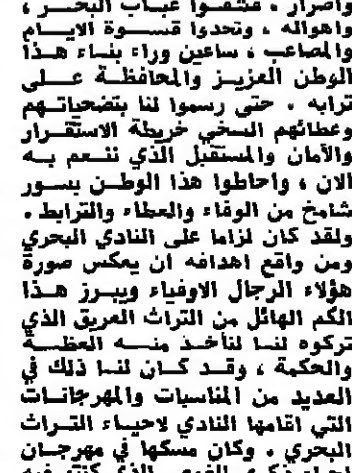 واصرار ، فشقوا عباب البحر ،
واهواله ، وتحدوا قسوة الايام
والمصاعب ، ساعين وراء بناء هذا
الوطن العزيز والمحافظة على
ترابه . حتى رسموا لنا بتضحياتهم
وعطائهم السخي خريطة الاستقرار
والأمان والمستقبل الذي ننعم به
الان ، واحاطوا هذا الوطن بسور
شامخ من الوفاء والعطاء والترابط .
ولقد كان لزاما على النادي البحري
ومن واقع اهدافه ان يعكس صورة
هؤلاء الرجال الاوفياء ويبرز هذا
الكم الهائل من التراث العريق الذي
تركوه لنا لنأخذ منه العظة
والحكمة ، وقد كان لنا ذلك في
العديد من المناسبات والمهرجانات
التي اقامها النادي لاحياء التراث
البحري . وكان مسكها في مهرجان